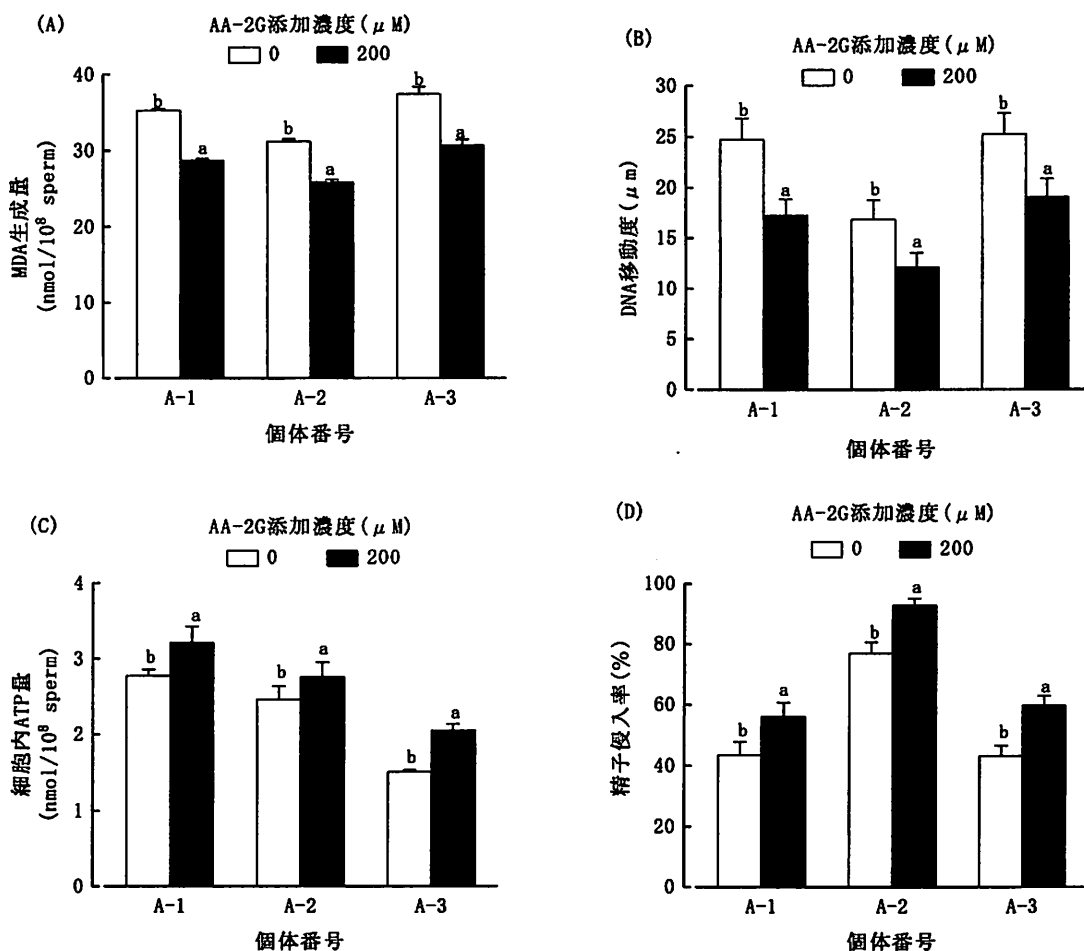 (A)
AA-2G添加濃度(μM)
0 200
b a b a b a
40
30
20
10
0
MDA生成量
(nmol/10⁸ sperm)
A-1 A-2 A-3
個体番号
(B)
AA-2G添加濃度(μM)
0 200
b a b a b a
30
25
20
15
10
5
0
DNA移動度(μm)
A-1 A-2 A-3
個体番号
(C)
AA-2G添加濃度(μM)
0 200
b a b a b a
4
3
2
1
0
細胞内ATP量
(nmol/10⁸ sperm)
A-1 A-2 A-3
個体番号
(D)
AA-2G添加濃度(μM)
0 200
b a b a b a
100
80
60
40
20
0
精子侵入率(%)
A-1 A-2 A-3
個体番号